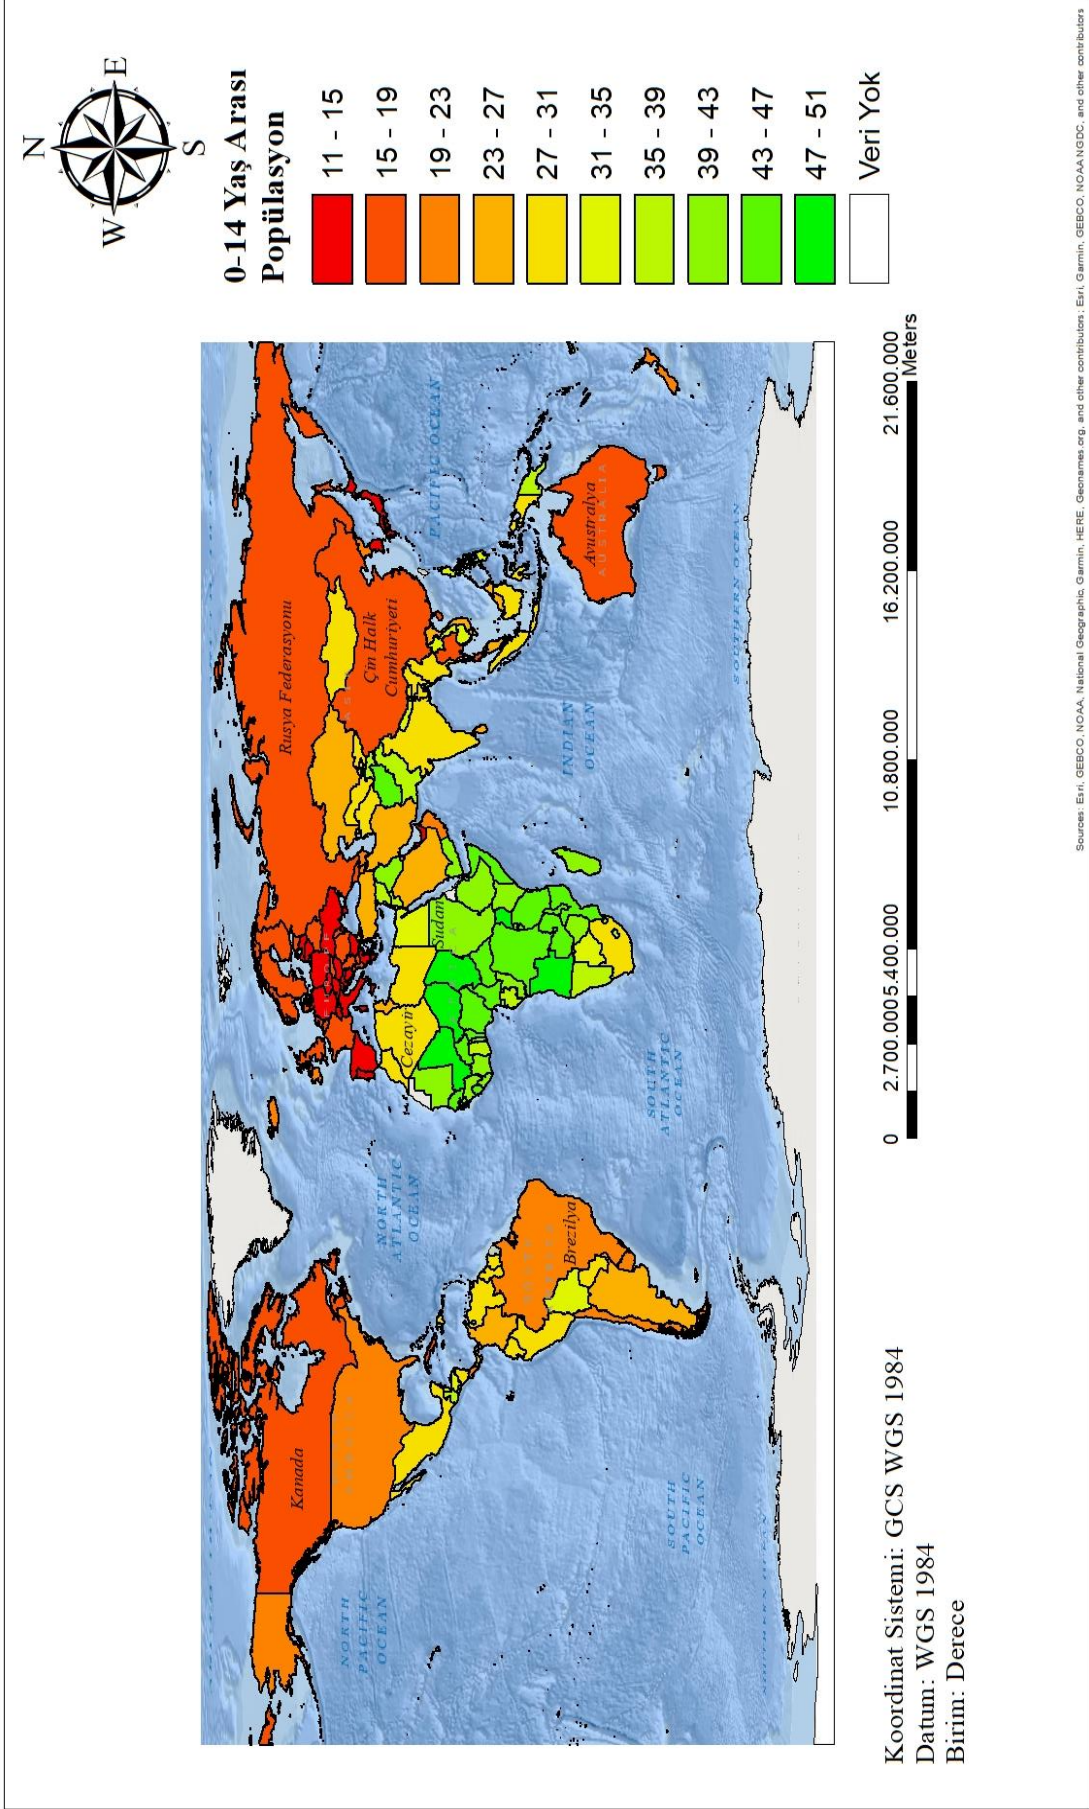 N
W
E
S
0-14 Yaş Arası
Popülasyon
11 - 15
15 - 19
19 - 23
23 - 27
27 - 31
31 - 35
35 - 39
39 - 43
43 - 47
47 - 51
Veri Yok
Kanada
Rusya Federasyonu
Çin Halk
Cumhuriyeti
Cezayir
Sudan
Brezilya
Avustralya
AUSTRALIA
NORTH
PACIFIC
OCEAN
NORTH
ATLANTIC
OCEAN
PACIFIC OCEAN
INDIAN
OCEAN
SOUTH
PACIFIC
OCEAN
SOUTH
ATLANTIC
OCEAN
SOUTHERN OCEAN
0 2.700.0005.400.000 10.800.000 16.200.000 21.600.000
Meters
Koordinat Sistemi: GCS WGS 1984
Datum: WGS 1984
Birim: Derece
Sources: Esri, GEBCO, NOAA, National Geographic, Garmin, HERE, Geonames.org, and other contributors; Esri, Garmin, GEBCO, NOAA NGDC, and other contributors